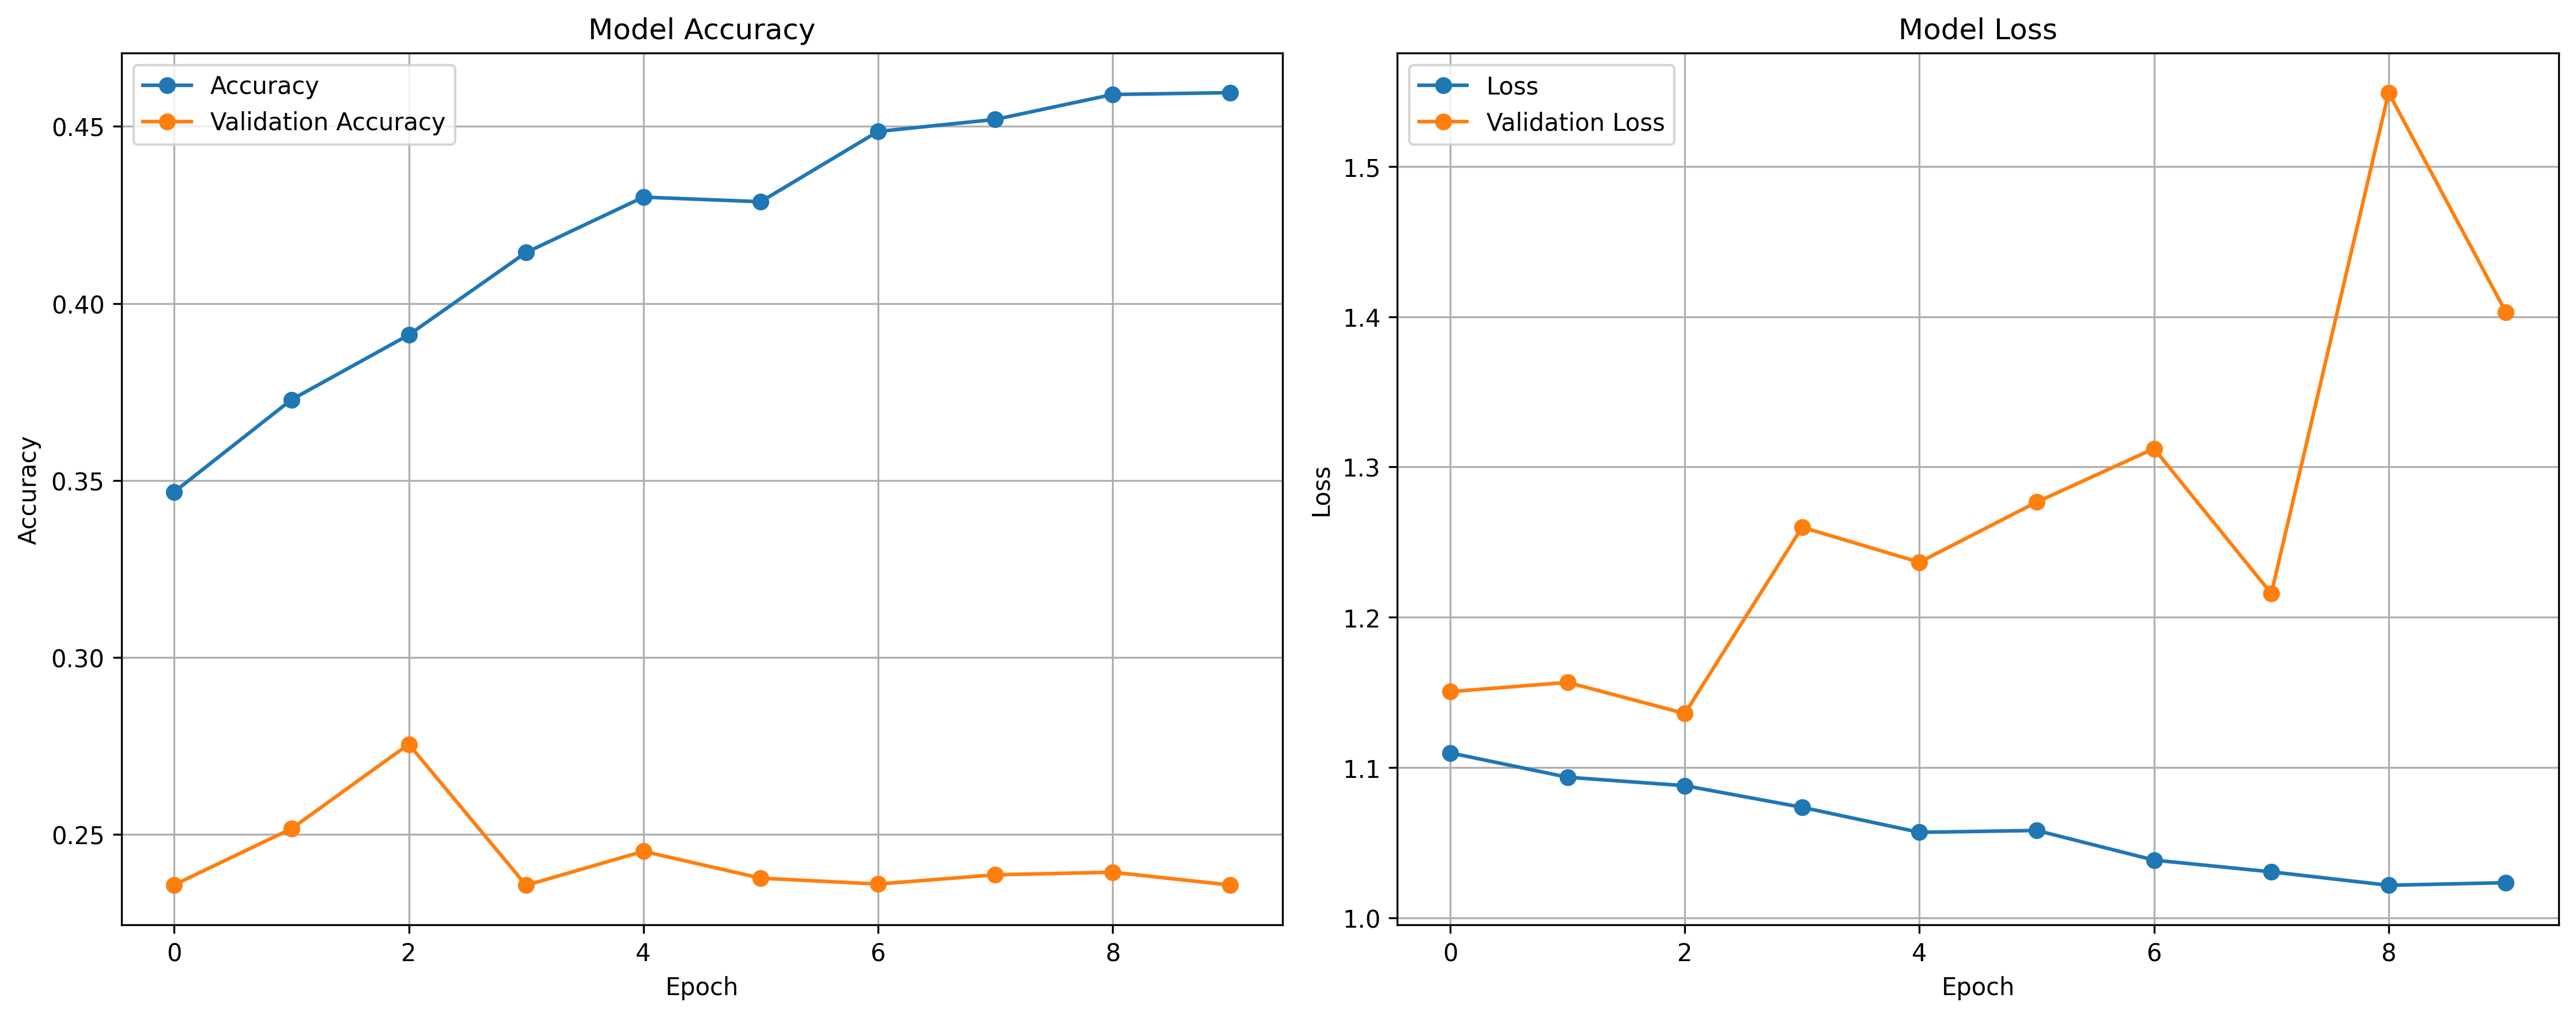 Model Accuracy
Accuracy
Validation Accuracy
0.45
0.40
0.35
0.30
0.25
Accuracy
0 2 4 6 8
Epoch
Model Loss
Loss
Validation Loss
1.5
1.4
1.3
1.2
1.1
1.0
Loss
0 2 4 6 8
Epoch